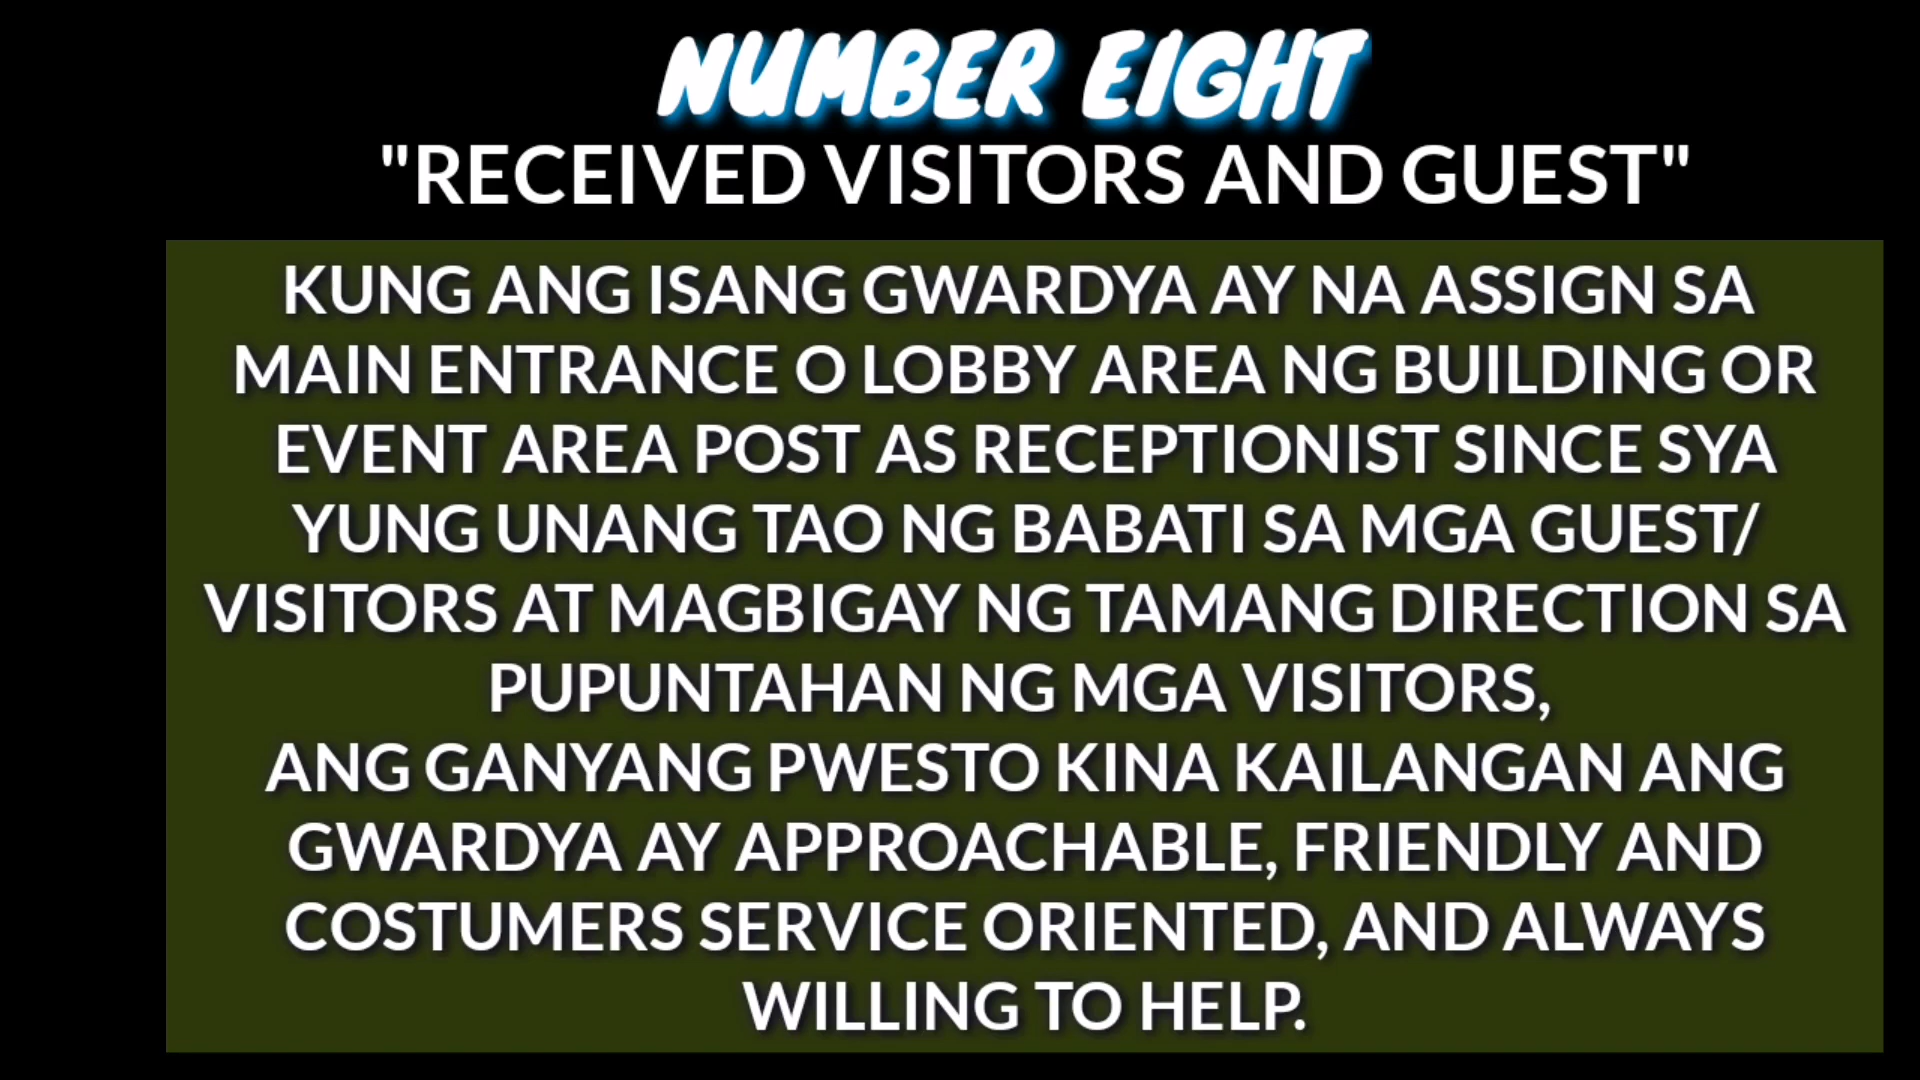 NUMBER EIGHT
"RECEIVED VISITORS AND GUEST"
KUNG ANG ISANG GWARDYA AY NA ASSIGN SA
MAIN ENTRANCE O LOBBY AREA NG BUILDING OR
EVENT AREA POST AS RECEPTIONIST SINCE SYA
YUNG UNANG TAO NG BABATI SA MGA GUEST/
VISITORS AT MAGBIGAY NG TAMANG DIRECTION SA
PUPUNTAHAN NG MGA VISITORS,
ANG GANYANG PWESTO KINA KAILANGAN ANG
GWARDYA AY APPROACHABLE, FRIENDLY AND
COSTUMERS SERVICE ORIENTED, AND ALWAYS
WILLING TO HELP.